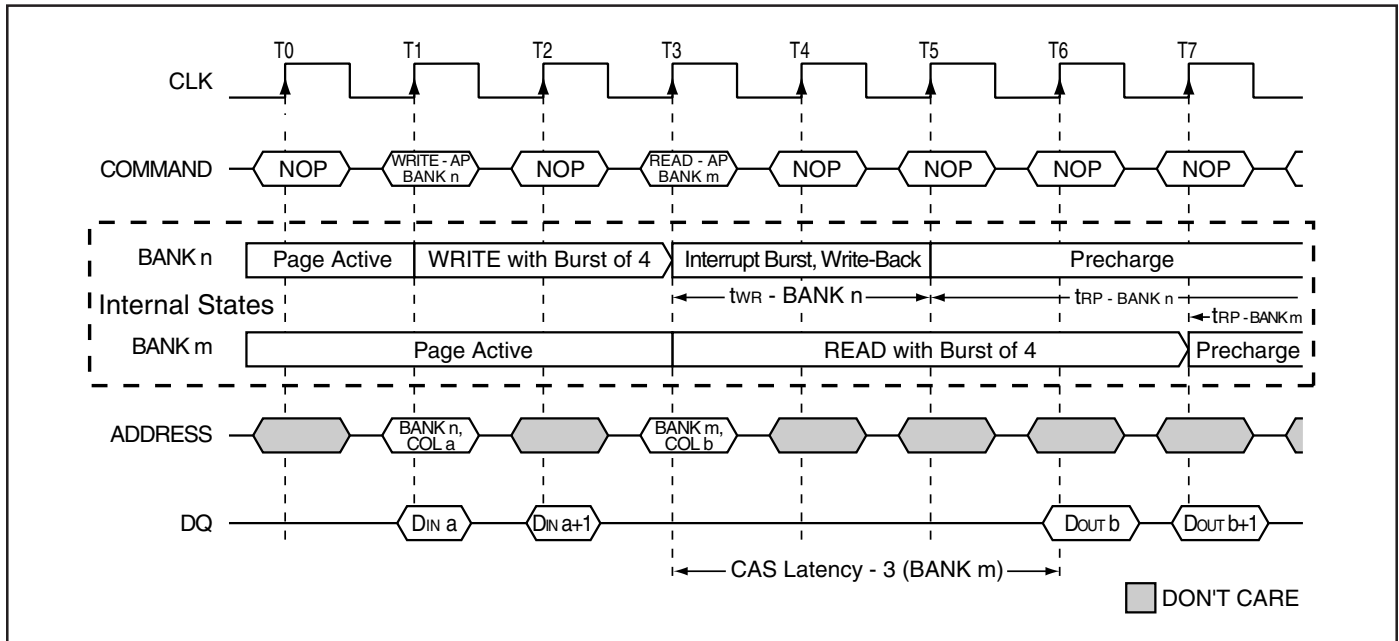 T0 T1 T2 T3 T4 T5 T6 T7
CLK
COMMAND NOP WRITE - AP NOP READ - AP NOP NOP NOP NOP
BANK n BANK m
BANK n Page Active WRITE with Burst of 4 Interrupt Burst, Write-Back Precharge
tWR - BANK n tRP - BANK n
Internal States
tRP - BANK m
BANK m Page Active READ with Burst of 4 Precharge
ADDRESS BANK n, BANK m,
COL a COL b
DQ DIN a DIN a+1 DOUT b DOUT b+1
CAS Latency - 3 (BANK m)
DON'T CARE